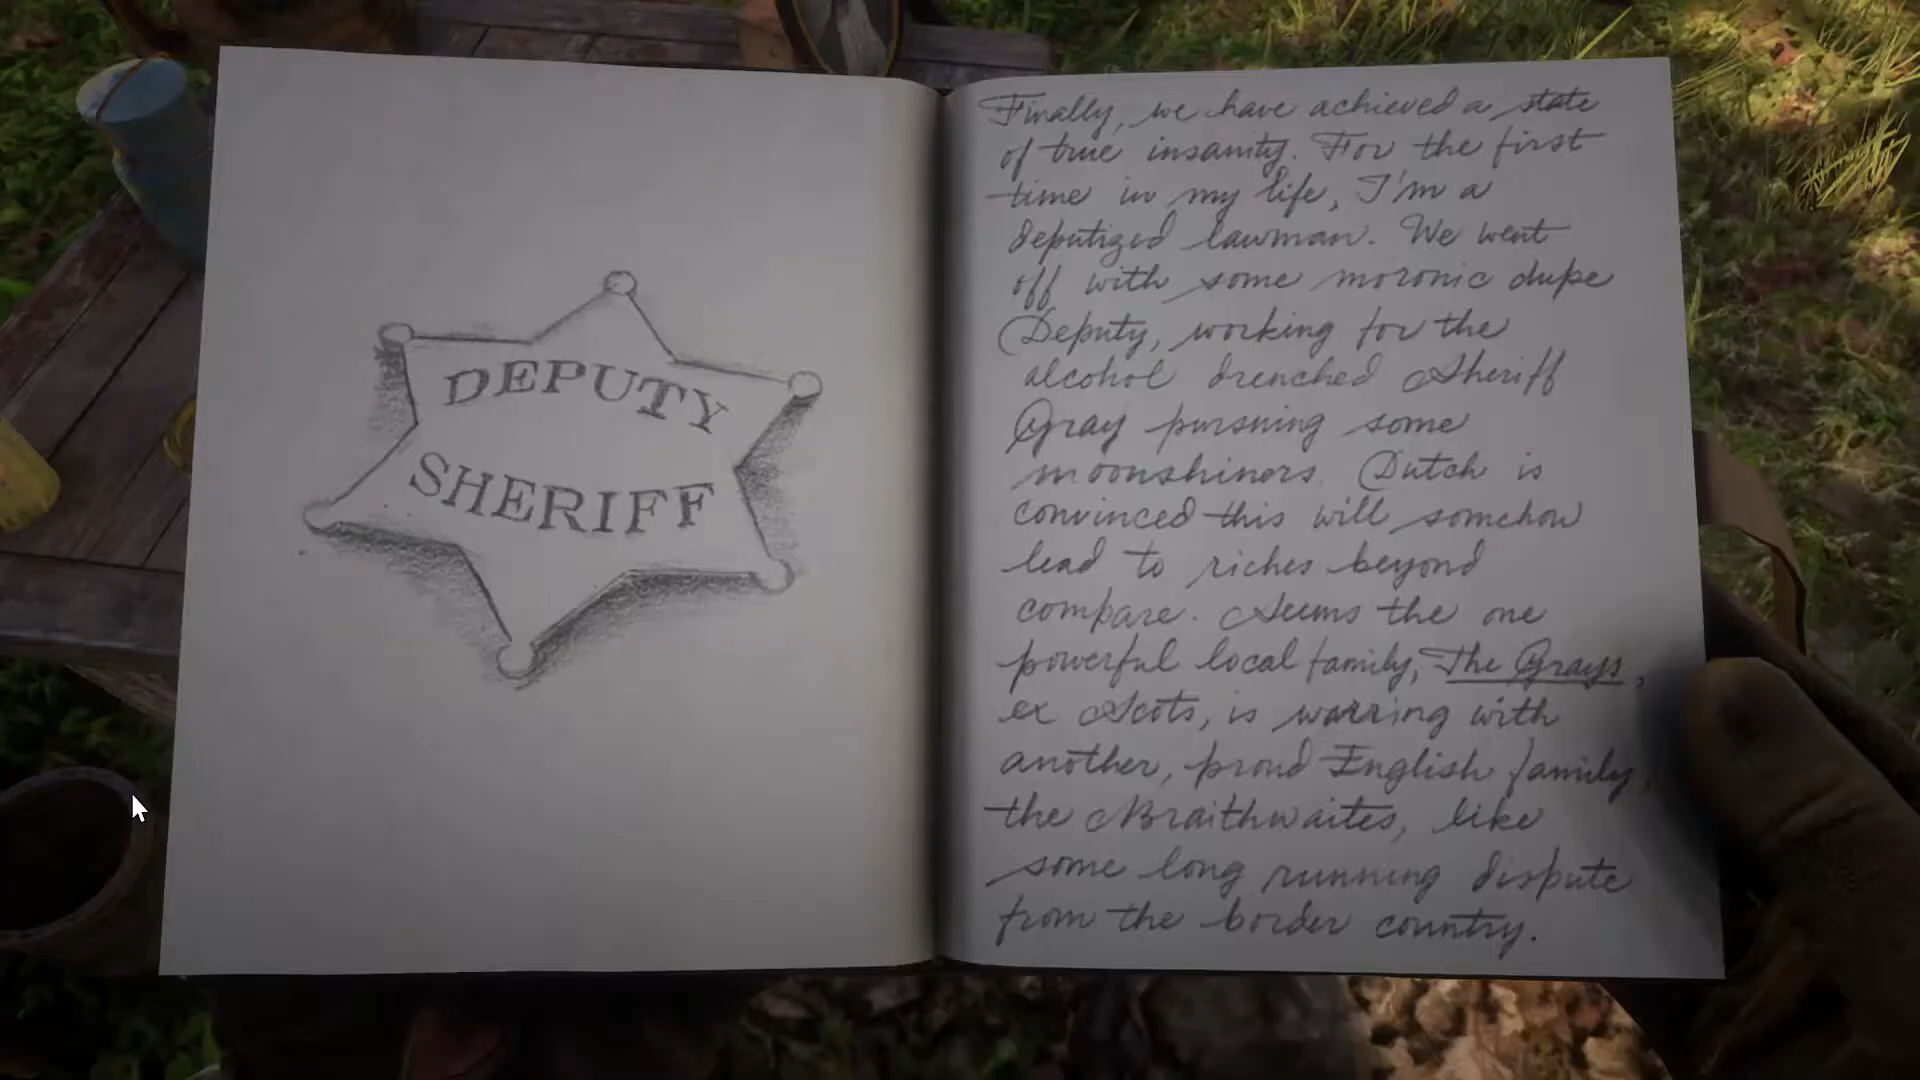 DEPUTY
SHERIFF
Finally, we have achieved a state
of true insanity. For the first
time in my life, I'm a
deputized lawman. We went
off with some moronic dupe
Deputy, working for the
alcohol drenched Sheriff
Gray pursuing some
moonshiners. Dutch is
convinced this will somehow
lead to riches beyond
compare. Seems the one
powerful local family, The Grays,
ex Scots, is warring with
another, proud English family,
the Braithwaites, like
some long running dispute
from the border country.